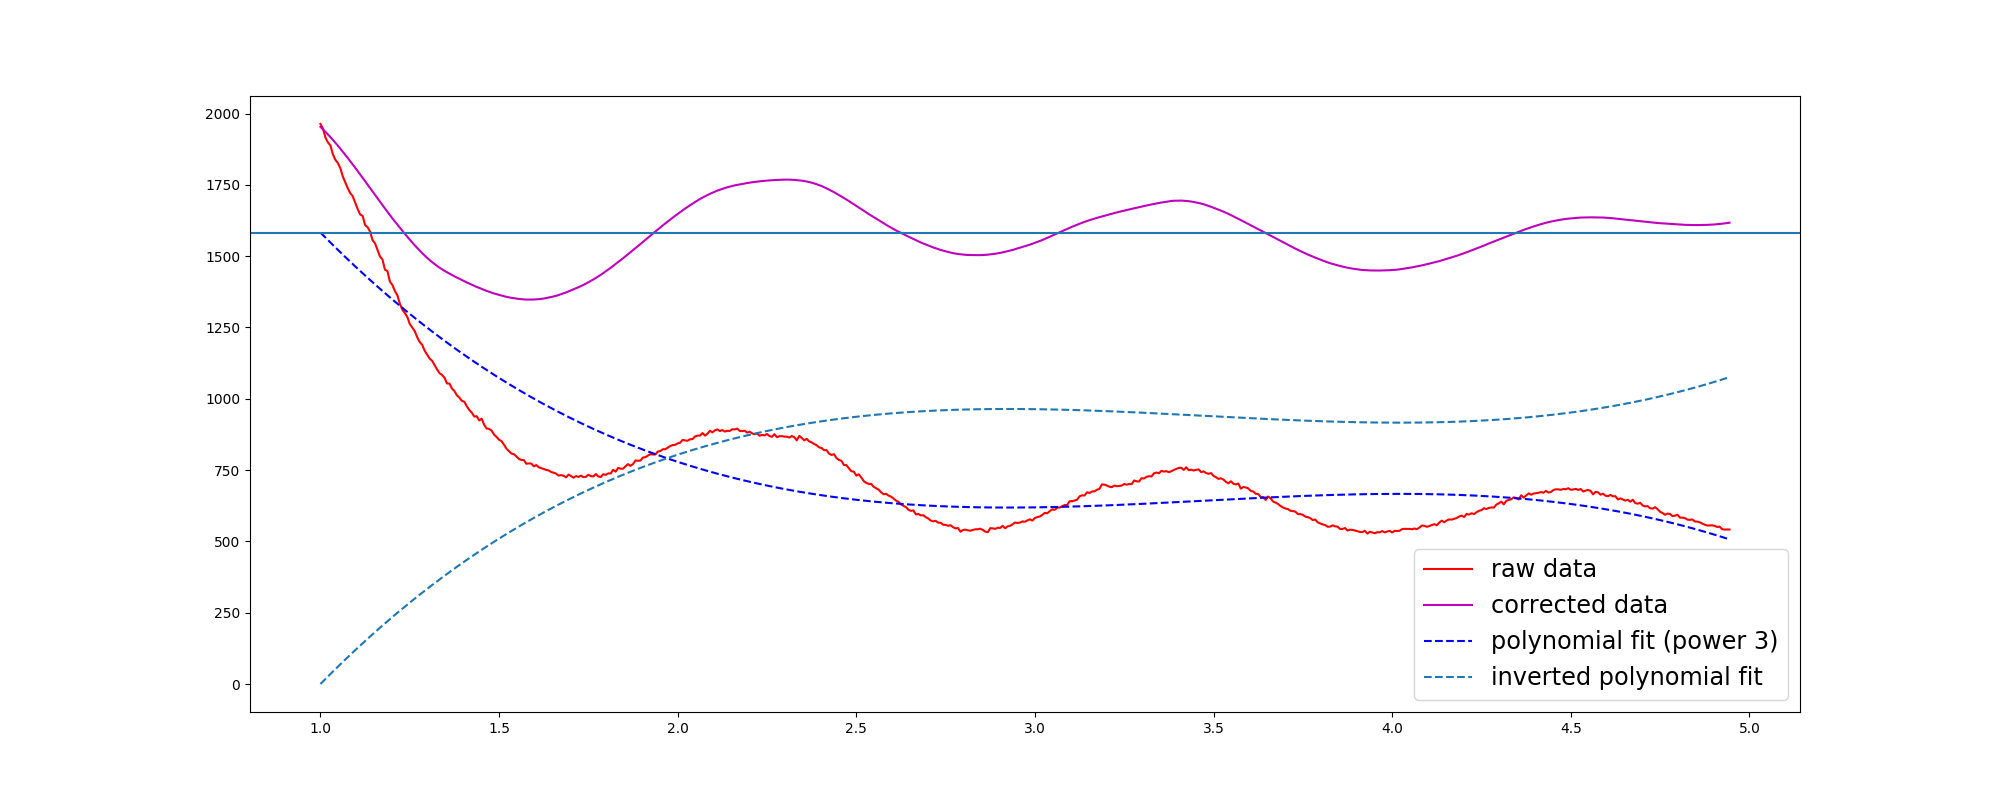 2000
1750
1500
1250
1000
750
500
250
0
1.0 1.5 2.0 2.5 3.0 3.5 4.0 4.5 5.0
raw data
corrected data
polynomial fit (power 3)
inverted polynomial fit